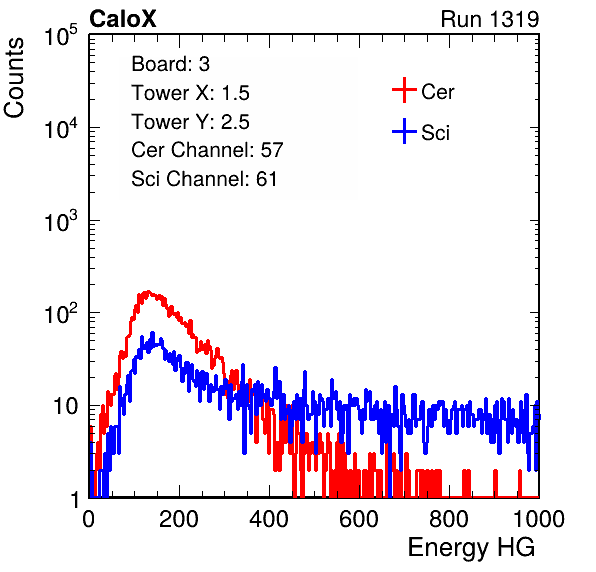 CaloX Run 1319
Counts
10^5
10^4
10^3
10^2
10
1
Board: 3
Tower X: 1.5
Tower Y: 2.5
Cer Channel: 57
Sci Channel: 61
Cer
Sci
0 200 400 600 800 1000
Energy HG